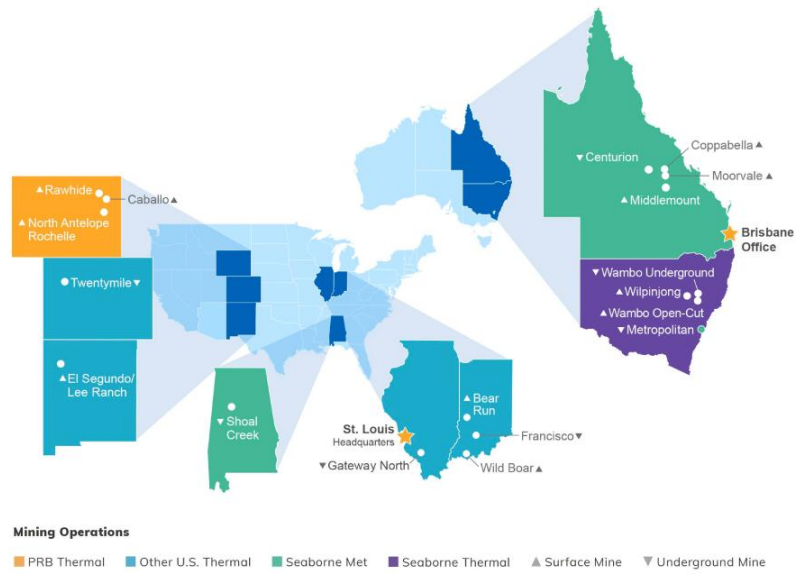 Coppabella ▲
▼ Centurion
Moorvale ▲
▲ Middlemount
Brisbane
Office
▼ Wambo Underground
▲ Wilpinjong
▲ Wambo Open-Cut
▼ Metropolitan
▲ Rawhide
Caballo ▲
▲ North Antelope
Rochelle
Twentymile ▼
▲ El Segundo/
Lee Ranch
▼ Shoal
Creek
St. Louis
Headquarters
▲ Bear
Run
Francisco ▼
▼ Gateway North
Wild Boar ▲
Mining Operations
PRB Thermal
Other U.S. Thermal
Seaborne Met
Seaborne Thermal
▲ Surface Mine
▼ Underground Mine